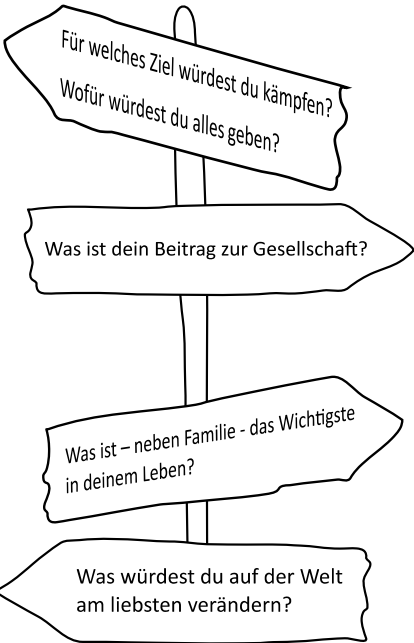 Für welches Ziel würdest du kämpfen?
Wofür würdest du alles geben?
Was ist dein Beitrag zur Gesellschaft?
Was ist – neben Familie - das Wichtigste
in deinem Leben?
Was würdest du auf der Welt
am liebsten verändern?